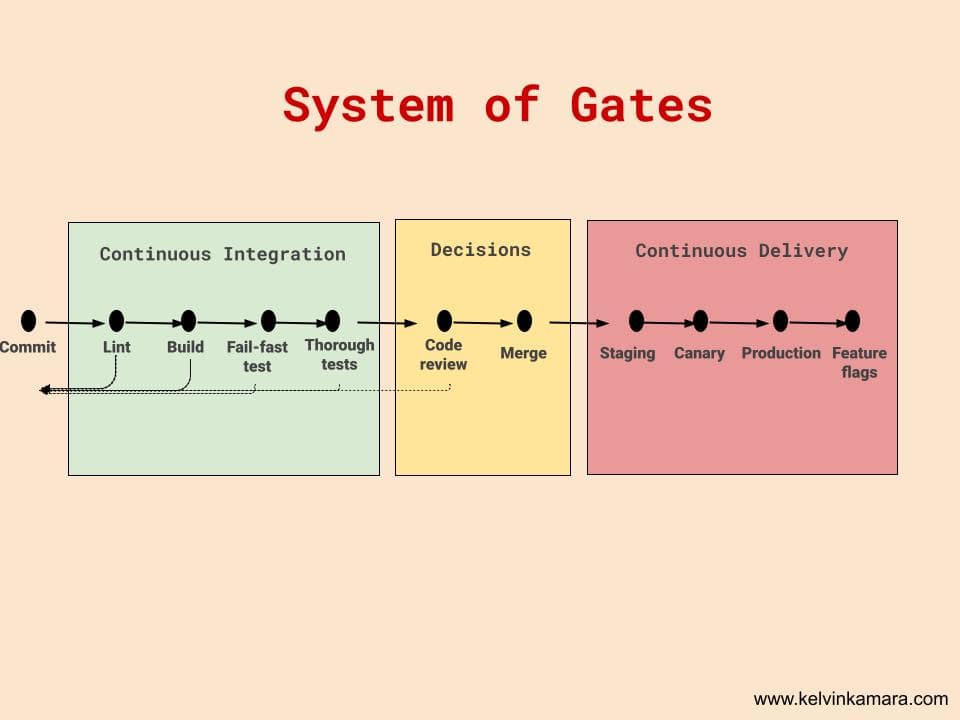 System of Gates
Continuous Integration
Decisions
Continuous Delivery
Commit
Lint
Build
Fail-fast
test
Thorough
tests
Code
review
Merge
Staging
Canary
Production
Feature
flags
www.kelvinkamara.com